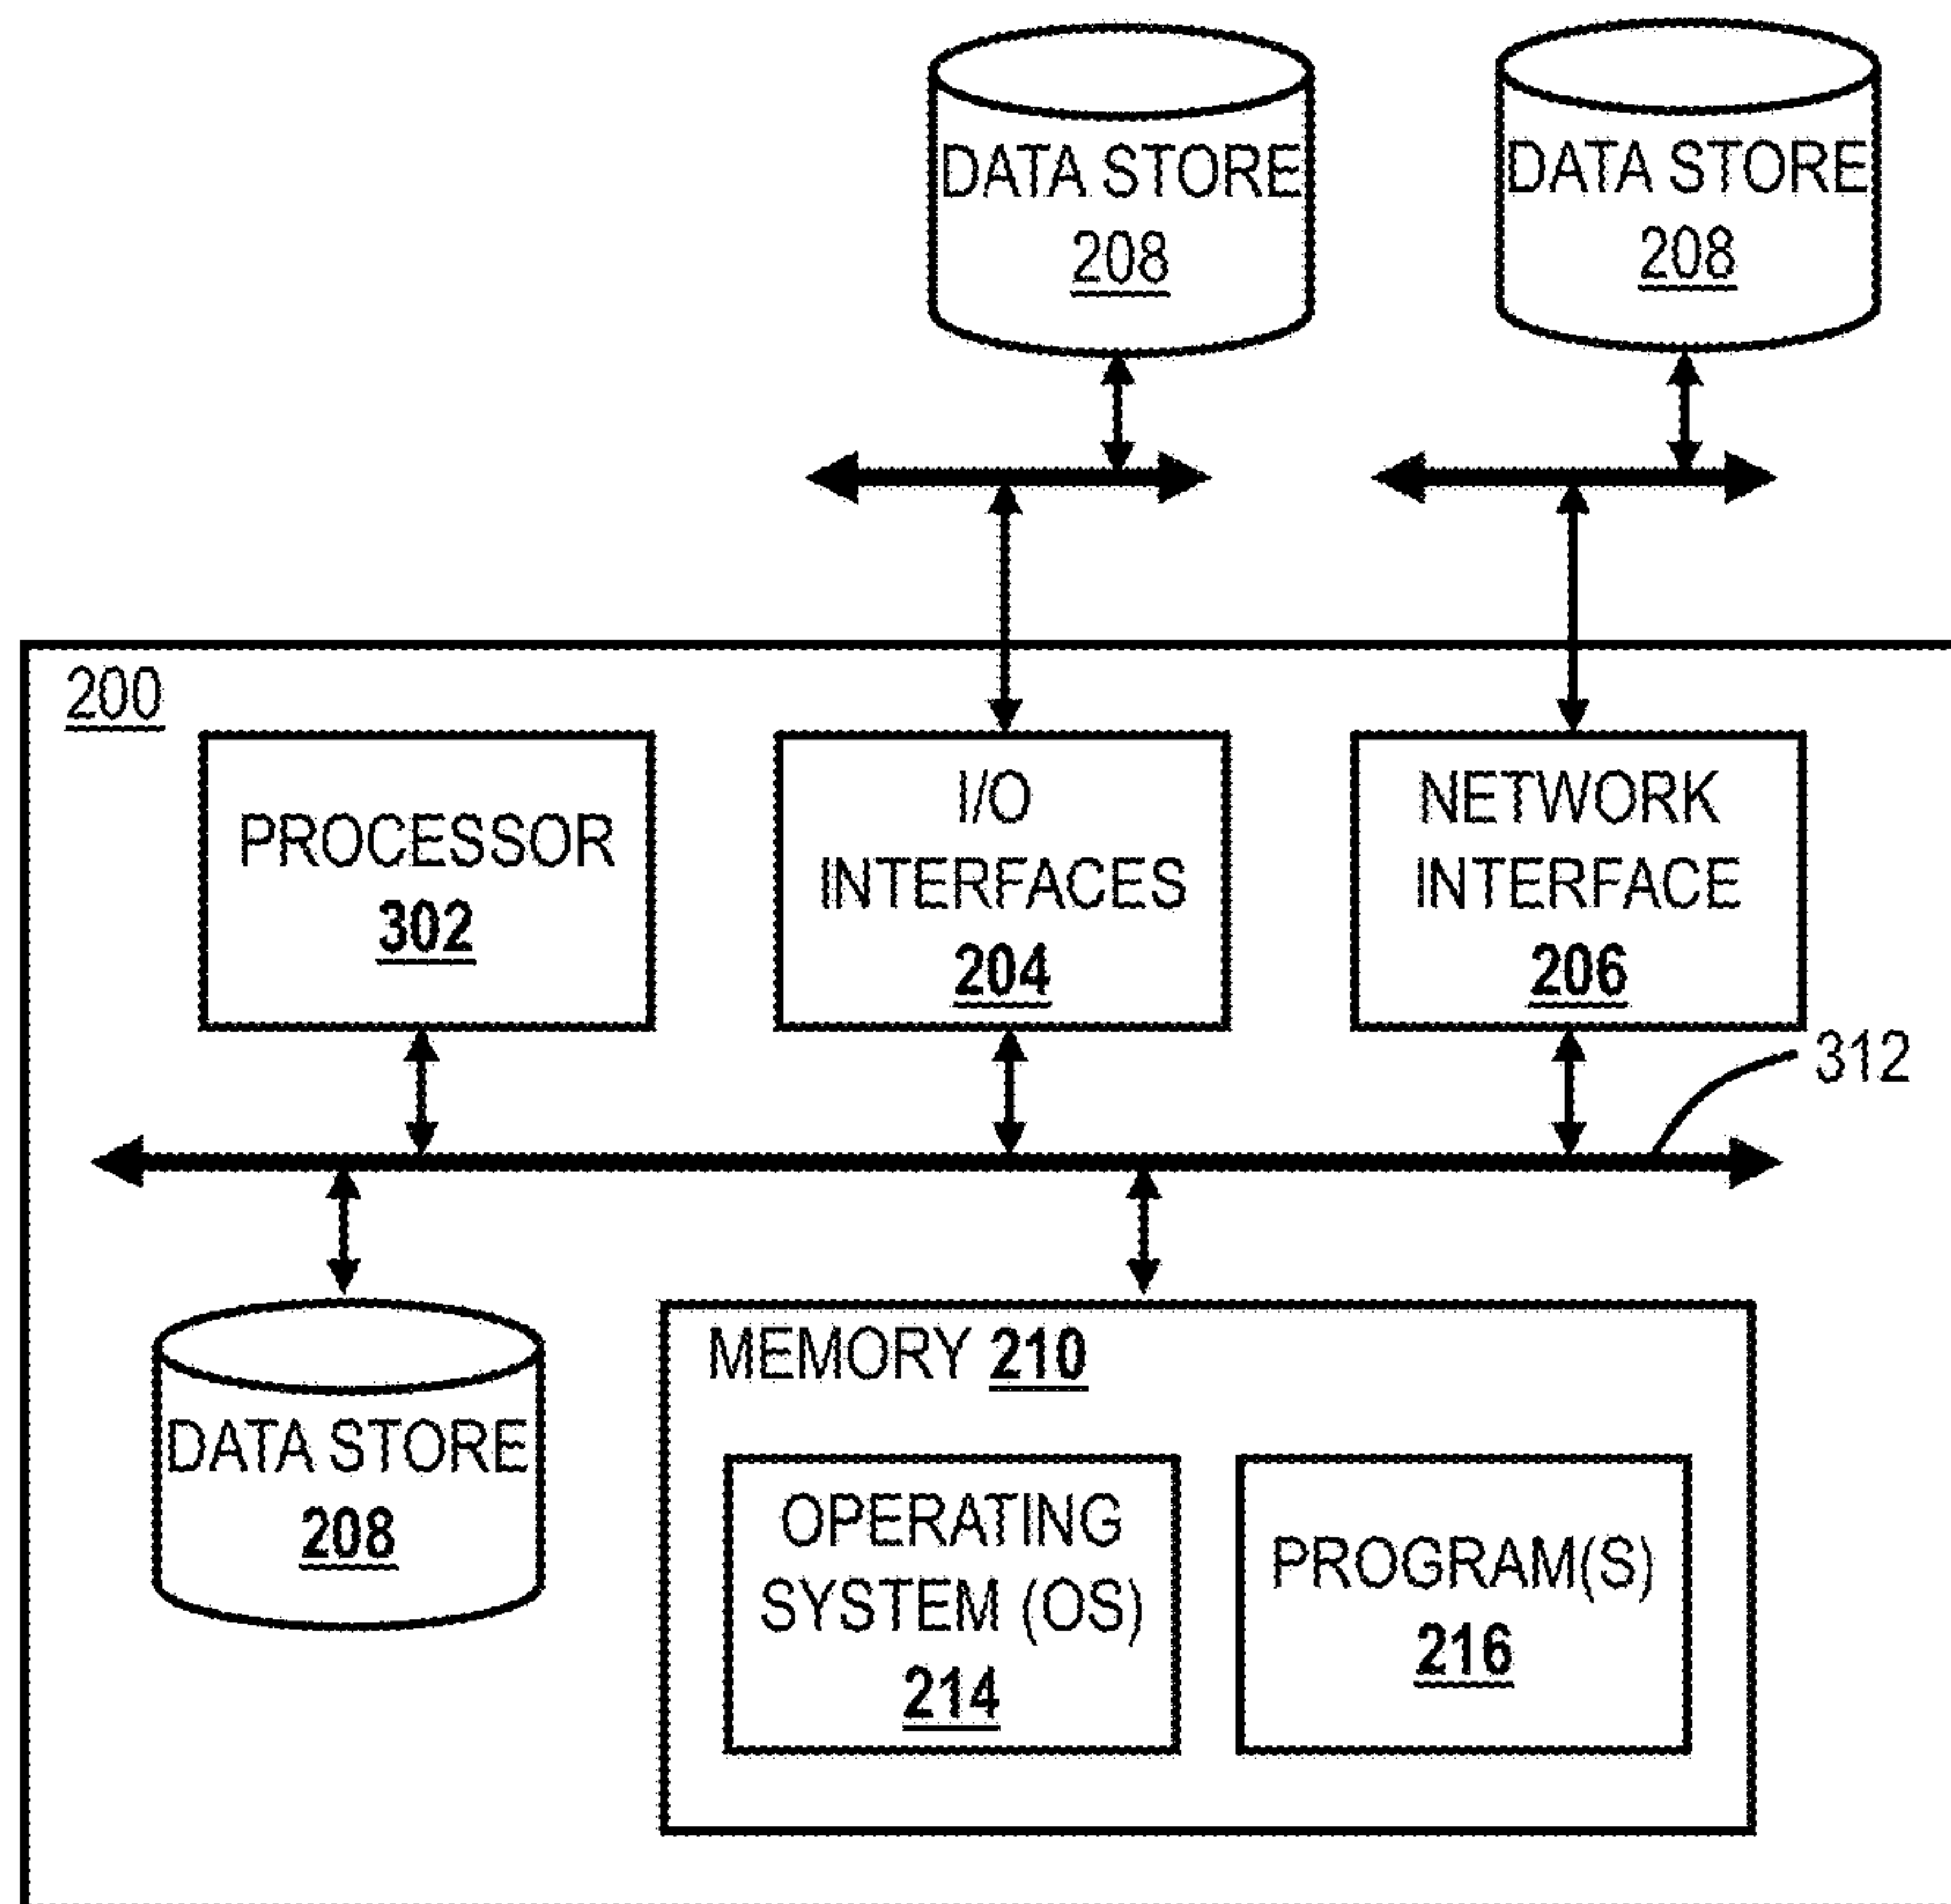 DATA STORE
208
DATA STORE
208
200
PROCESSOR
302
I/O
INTERFACES
204
NETWORK
INTERFACE
206
312
DATA STORE
208
MEMORY 210
OPERATING
SYSTEM (OS)
214
PROGRAM(S)
216